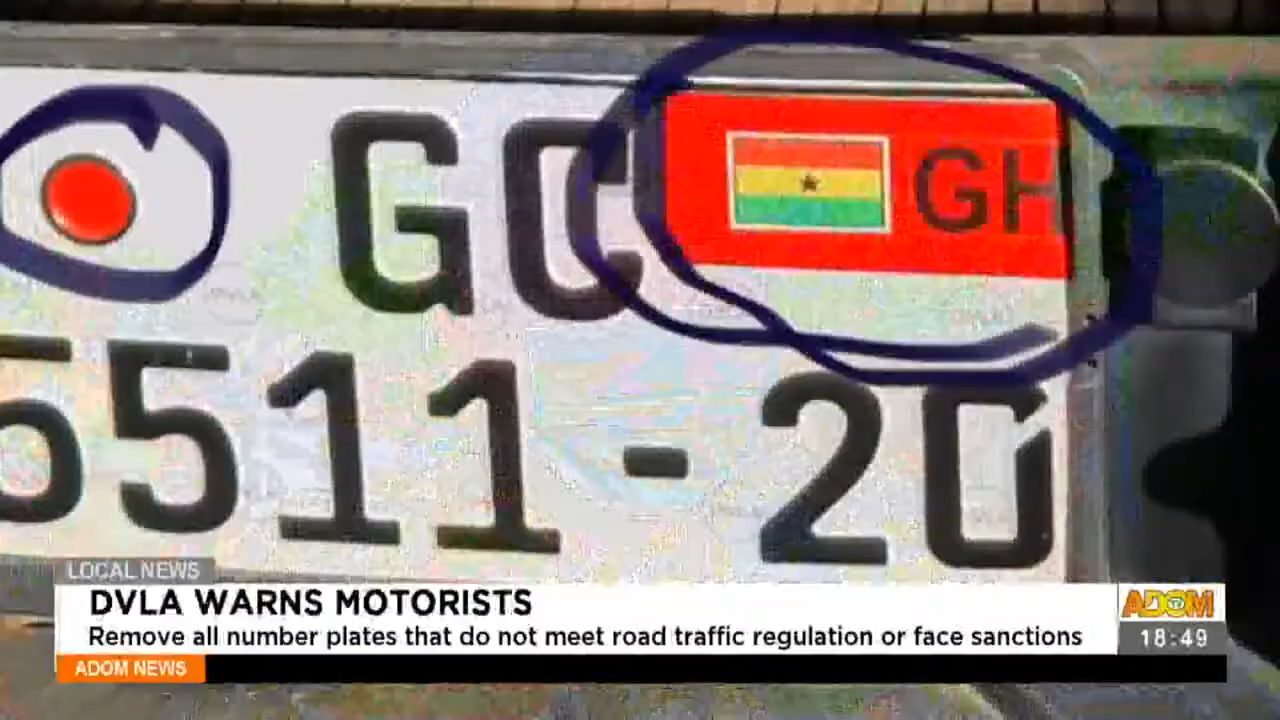 GC
GH
5511-20
LOCAL NEWS
DVLA WARNS MOTORISTS
Remove all number plates that do not meet road traffic regulation or face sanctions
ADOM NEWS
ADOM
18:49